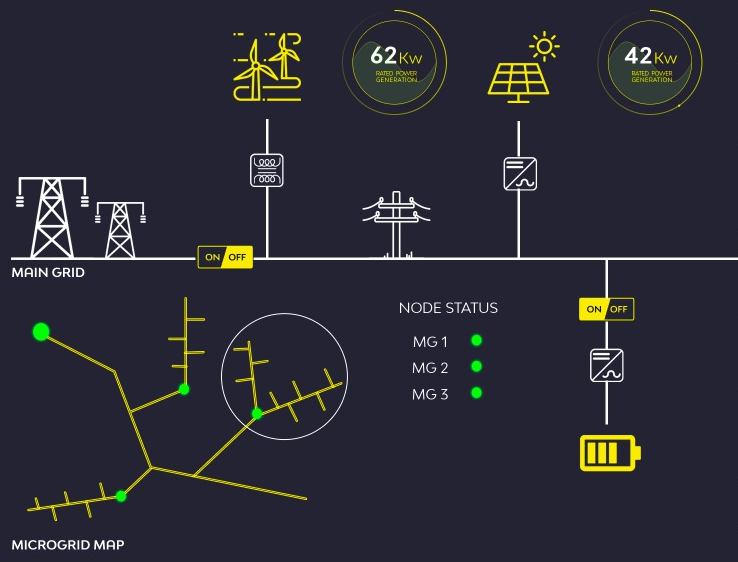 62Kw
RATED POWER
GENERATION
42Kw
RATED POWER
GENERATION
ON OFF
MAIN GRID
NODE STATUS
MG 1
MG 2
MG 3
ON OFF
MICROGRID MAP